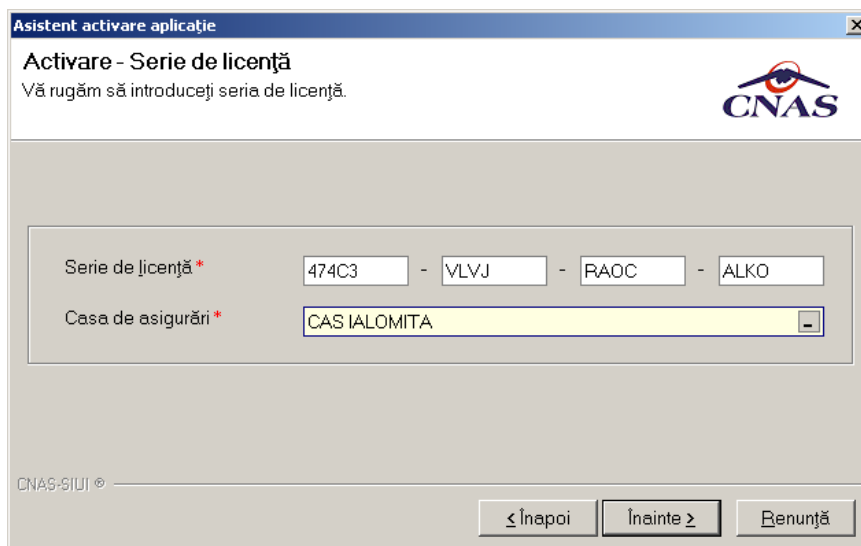 Asistent activare aplicaţie
Activare - Serie de licenţă
Vă rugăm să introduceţi seria de licenţă.
CNAS
Serie de licenţă * 474C3 - VLVJ - RAOC - ALKO
Casa de asigurări * CAS IALOMITA
CNAS-SIUI ®
< Înapoi Înainte > Renunţă